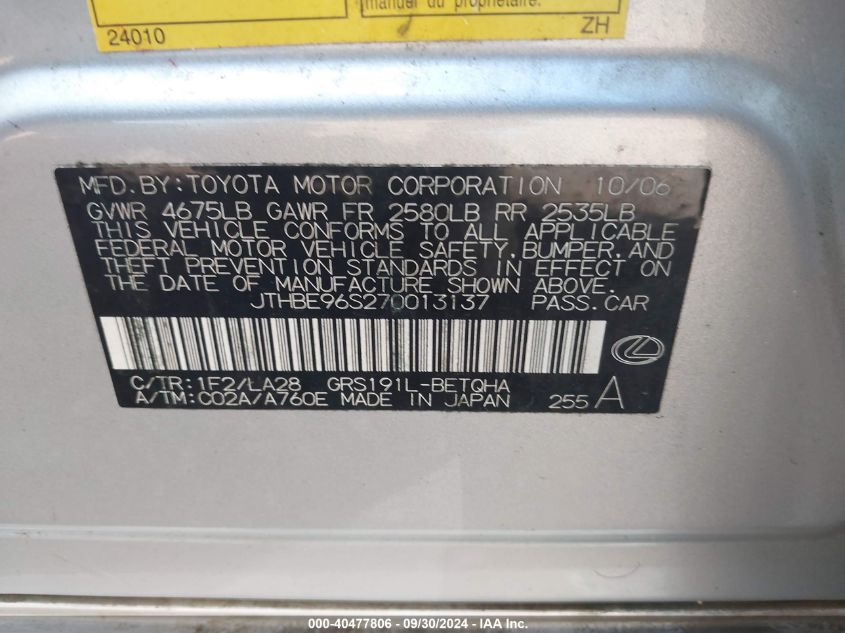 manuel du propriétaire.
24010 ZH
MFD. BY: TOYOTA MOTOR CORPORATION 10/06
GVWR 4675LB GAWR FR 2580LB RR 2535LB
THIS VEHICLE CONFORMS TO ALL APPLICABLE
FEDERAL MOTOR VEHICLE SAFETY, BUMPER, AND
THEFT PREVENTION STANDARDS IN EFFECT ON
THE DATE OF MANUFACTURE SHOWN ABOVE.
JTHBE96S270013137 PASS. CAR
C/TR: 1F2/LA28 GRS191L-BETQHA
A/TM: C02A/A760E MADE IN JAPAN 255 A
000-40477806 - 09/30/2024 - IAA Inc.